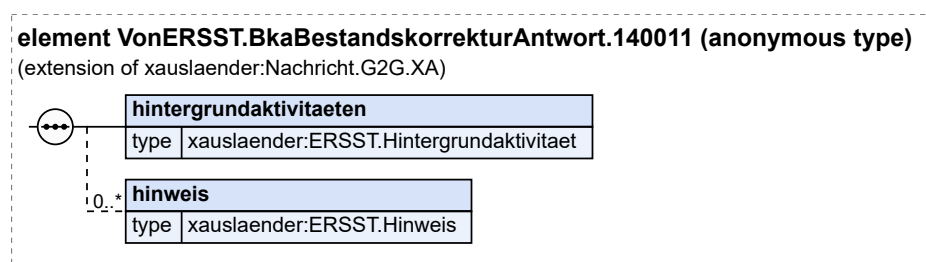 element VonERSST.BkaBestandskorrekturAntwort.140011 (anonymous type)
(extension of xauslaender:Nachricht.G2G.XA)
hintergrundaktivitaeten
type xauslaender:ERSST.Hintergrundaktivitaet
0..* hinweis
type xauslaender:ERSST.Hinweis